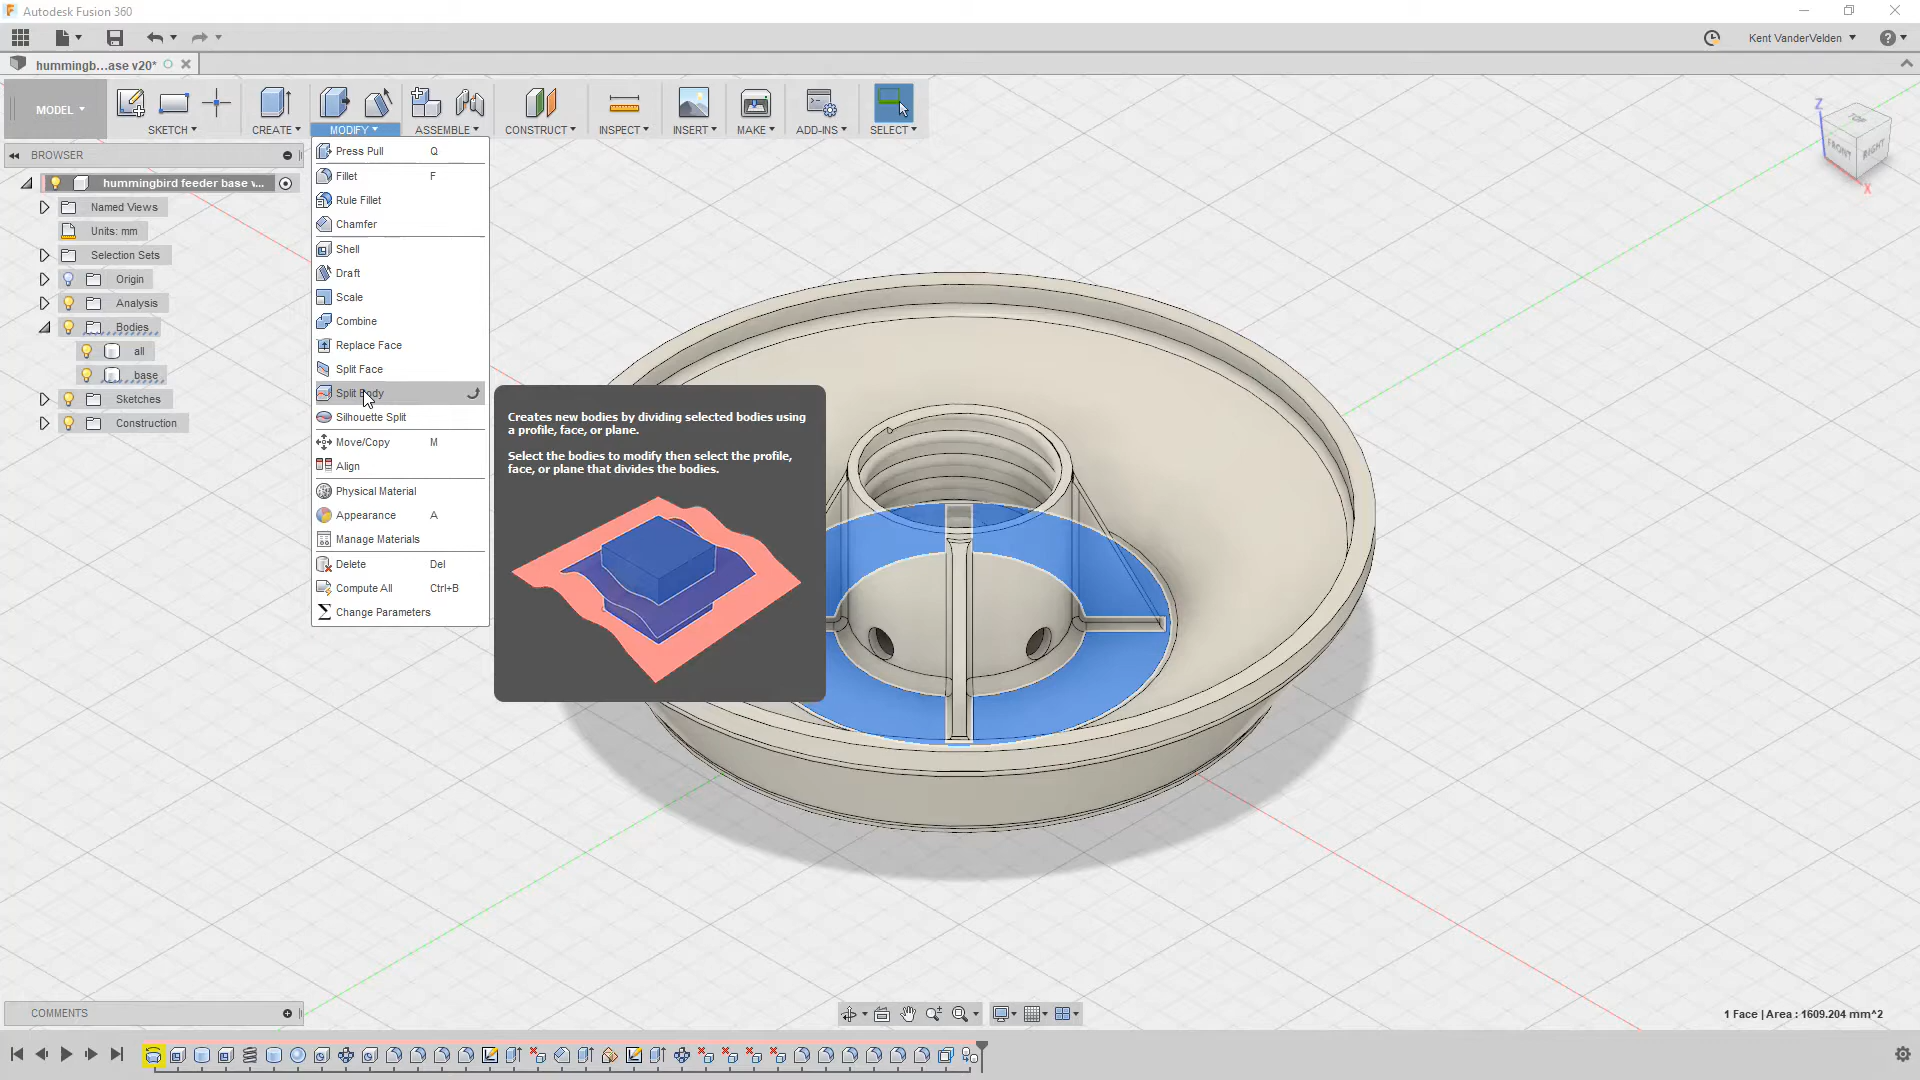 Autodesk Fusion 360
Kent VanderVelden
hummingb...ase v20*
MODEL
SKETCH
CREATE
MODIFY
ASSEMBLE
CONSTRUCT
INSPECT
INSERT
MAKE
ADD-INS
SELECT
BROWSER
hummingbird feeder base v...
Named Views
Units: mm
Selection Sets
Origin
Analysis
Bodies
all
base
Sketches
Construction
Press Pull Q
Fillet F
Rule Fillet
Chamfer
Shell
Draft
Scale
Combine
Replace Face
Split Face
Split Body
Silhouette Split
Move/Copy M
Align
Physical Material
Appearance A
Manage Materials
Delete Del
Compute All Ctrl+B
Change Parameters
Creates new bodies by dividing selected bodies using
a profile, face, or plane.
Select the bodies to modify then select the profile,
face, or plane that divides the bodies.
Z
TOP
FRONT
RIGHT
X
COMMENTS
1 Face | Area : 1609.204 mm^2